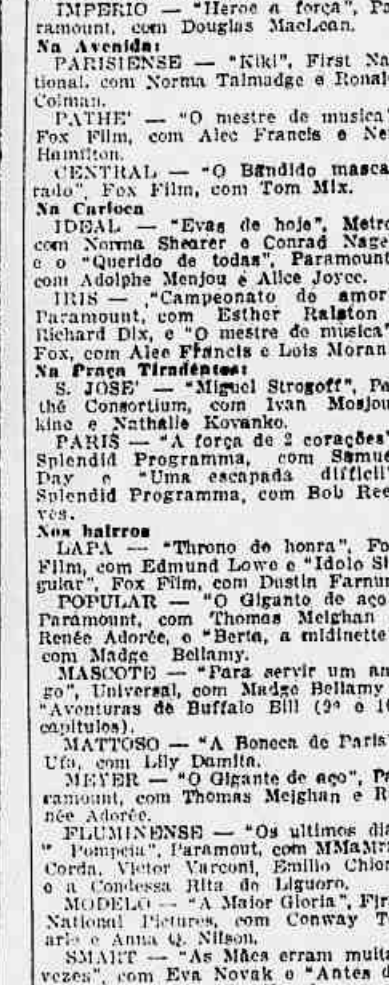 IMPERIO — "Heroe a força", Pa
ramount, com Douglas MacLean.
Na Avenida:
PARISIENSE — "Kiki", First Na
tional, com Norma Talmadge e Ronal
Colman.
PATHE' — "O mestre de musica"
Fox Film, com Alec Francis e Ne
Hamilton.
CENTRAL — "O Bandido masca
rado", Fox Film, com Tom Mix.
Na Carioca
IDEAL — "Evas de hoje", Metro
com Norma Shearer e Conrad Nage
e o "Querido de todas", Paramount
com Adolphe Menjou e Alice Joyce.
IRIS — "Campeonato de amor
Paramount, com Esther Ralston
Richard Dix, e "O mestre de musica"
Fox, com Alec Francis e Lois Moran
Na Praça Tiradentes:
S. JOSE' — "Miguel Strogoff", Pa
thé Consortium, com Ivan Mosjou
kine e Nathalie Kovanko.
PARIS — "A força de 2 corações"
Splendid Programma, com Samue
Day e "Uma escapada difficil"
Splendid Programma, com Bob Ree
ves.
Nos bairros
LAPA — "Throno de honra", Fo
Film, com Edmund Lowe e "Idolo Si
gular", Fox Film, com Dustin Farnum
POPULAR — "O Gigante de aço
Paramount, com Thomas Meighan
Renée Adorée, e "Berta, a midinette
com Madge Bellamy.
MASCOTE — "Para servir um am
go", Universal, com Madge Bellamy
"Aventuras de Buffalo Bill (9ª e 10
capitulos).
MATTOSO — "A Boneca de Paris"
Ufa, com Lily Damita.
MEYER — "O Gigante de aço", Pa
ramount, com Thomas Meighan e R
née Adorée.
FLUMINENSE — "Os ultimos dia
" Pompeia", Paramout, com MMaMra
Corda, Victor Varconi, Emilio Chion
e a Condessa Rita de Liguoro.
MODELO — "A Maior Gloria", Firs
National Pictures, com Conway T
arle e Anna Q. Nilson.
SMART — "As Mães erram muita
vezes", com Eva Novak e "Antes d